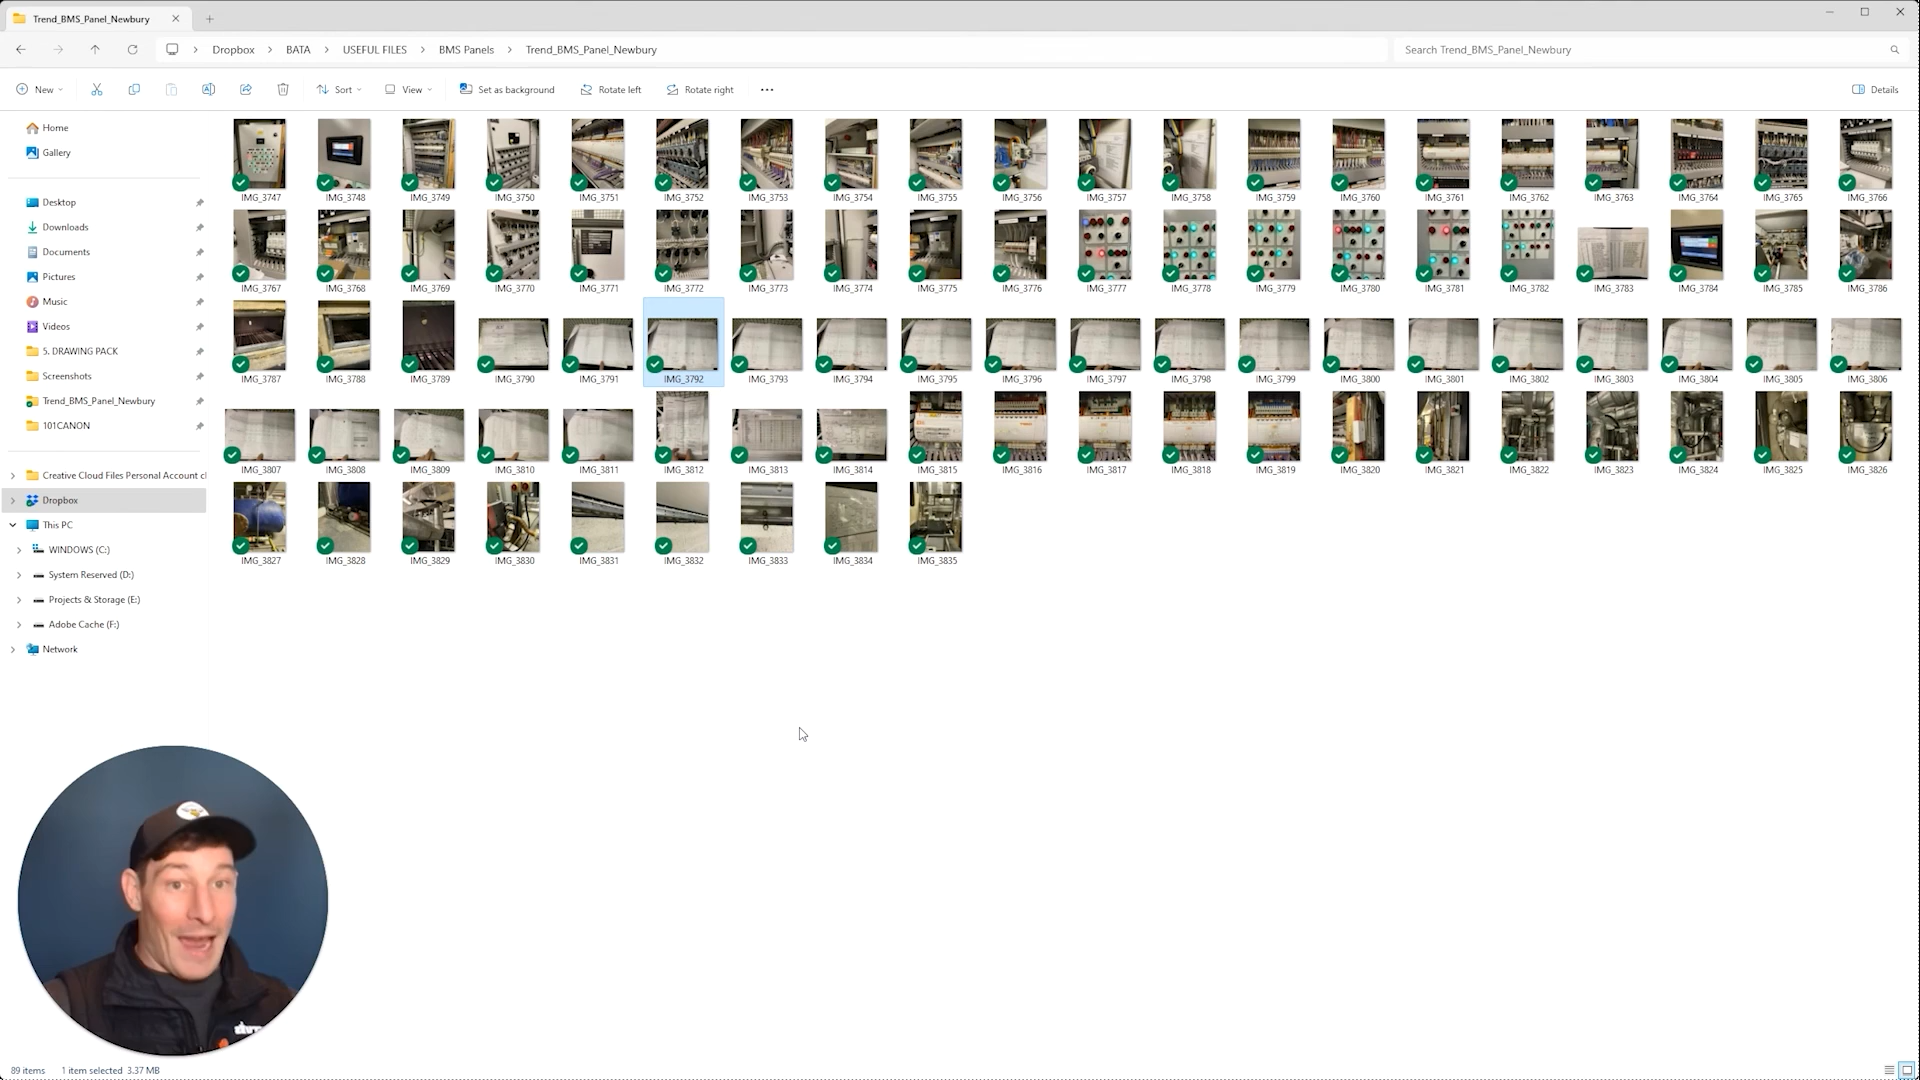 Trend_BMS_Panel_Newbury
Dropbox > BATA > USEFUL FILES > BMS Panels > Trend_BMS_Panel_Newbury
Search Trend_BMS_Panel_Newbury
New
Sort
View
Set as background
Rotate left
Rotate right
Details
Home
Gallery
Desktop
Downloads
Documents
Pictures
Music
Videos
5. DRAWING PACK
Screenshots
Trend_BMS_Panel_Newbury
101CANON
Creative Cloud Files Personal Account cl
Dropbox
This PC
WINDOWS (C:)
System Reserved (D:)
Projects & Storage (E:)
Adobe Cache (F:)
Network
IMG_3747 IMG_3748 IMG_3749 IMG_3750 IMG_3751 IMG_3752 IMG_3753 IMG_3754 IMG_3755 IMG_3756 IMG_3757 IMG_3758 IMG_3759 IMG_3760 IMG_3761 IMG_3762 IMG_3763 IMG_3764 IMG_3765 IMG_3766
IMG_3767 IMG_3768 IMG_3769 IMG_3770 IMG_3771 IMG_3772 IMG_3773 IMG_3774 IMG_3775 IMG_3776 IMG_3777 IMG_3778 IMG_3779 IMG_3780 IMG_3781 IMG_3782 IMG_3783 IMG_3784 IMG_3785 IMG_3786
IMG_3787 IMG_3788 IMG_3789 IMG_3790 IMG_3791 IMG_3792 IMG_3793 IMG_3794 IMG_3795 IMG_3796 IMG_3797 IMG_3798 IMG_3799 IMG_3800 IMG_3801 IMG_3802 IMG_3803 IMG_3804 IMG_3805 IMG_3806
IMG_3807 IMG_3808 IMG_3809 IMG_3810 IMG_3811 IMG_3812 IMG_3813 IMG_3814 IMG_3815 IMG_3816 IMG_3817 IMG_3818 IMG_3819 IMG_3820 IMG_3821 IMG_3822 IMG_3823 IMG_3824 IMG_3825 IMG_3826
IMG_3827 IMG_3828 IMG_3829 IMG_3830 IMG_3831 IMG_3832 IMG_3833 IMG_3834 IMG_3835
89 items 1 item selected 3.37 MB